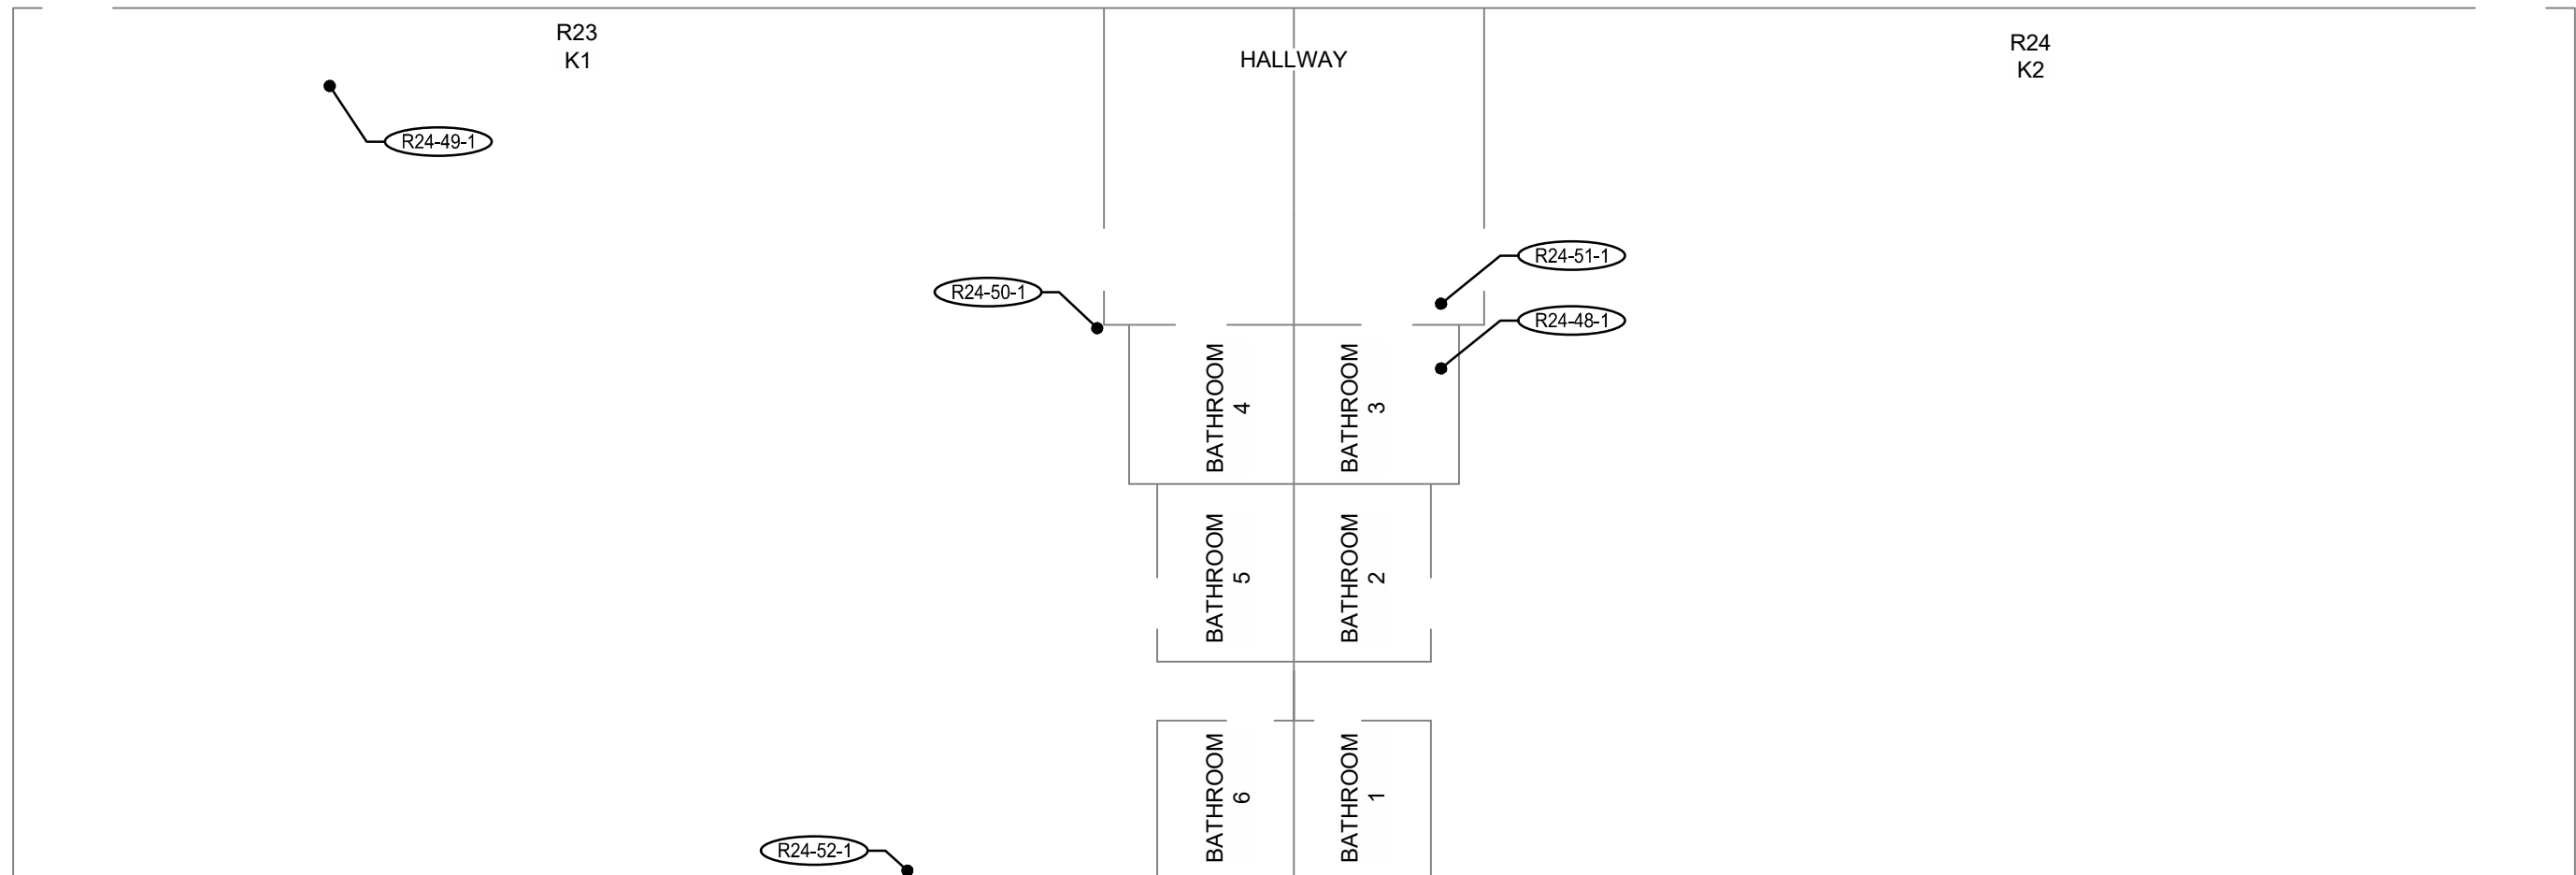 R23
K1
HALLWAY
R24
K2
R24-49-1
R24-51-1
R24-50-1
R24-48-1
BATHROOM
4
BATHROOM
3
BATHROOM
5
BATHROOM
2
BATHROOM
6
BATHROOM
1
R24-52-1